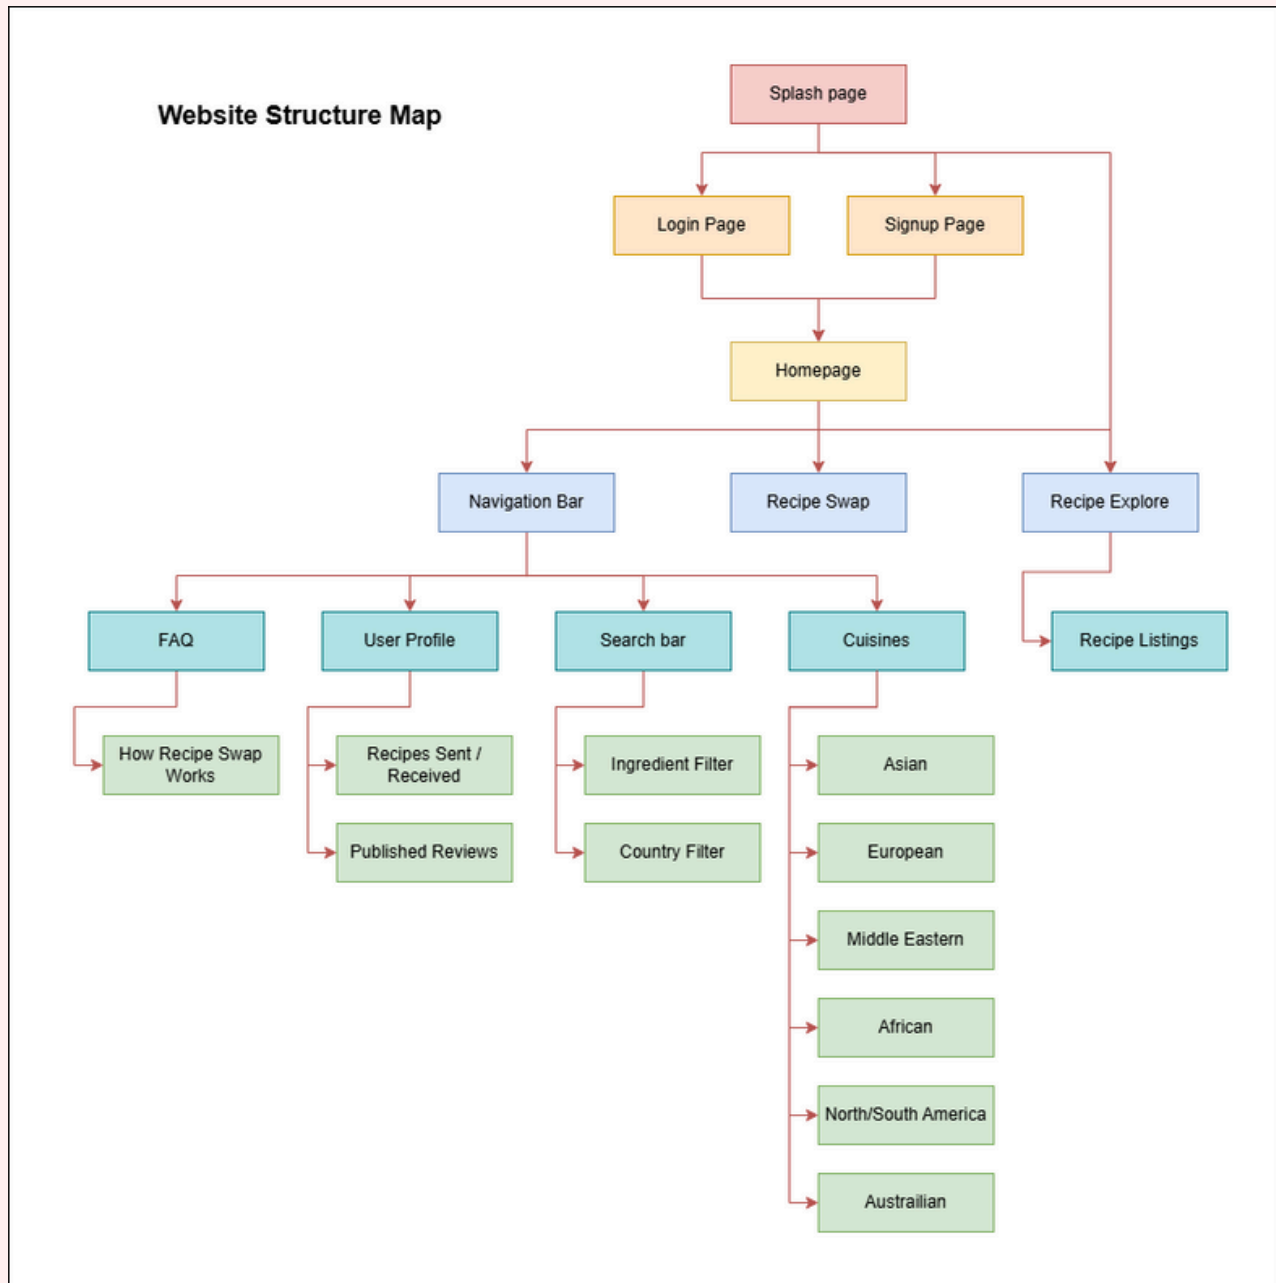 Website Structure Map
Splash page
Login Page
Signup Page
Homepage
Navigation Bar
Recipe Swap
Recipe Explore
FAQ
User Profile
Search bar
Cuisines
Recipe Listings
How Recipe Swap
Works
Recipes Sent /
Received
Ingredient Filter
Asian
Published Reviews
Country Filter
European
Middle Eastern
African
North/South America
Austrailian